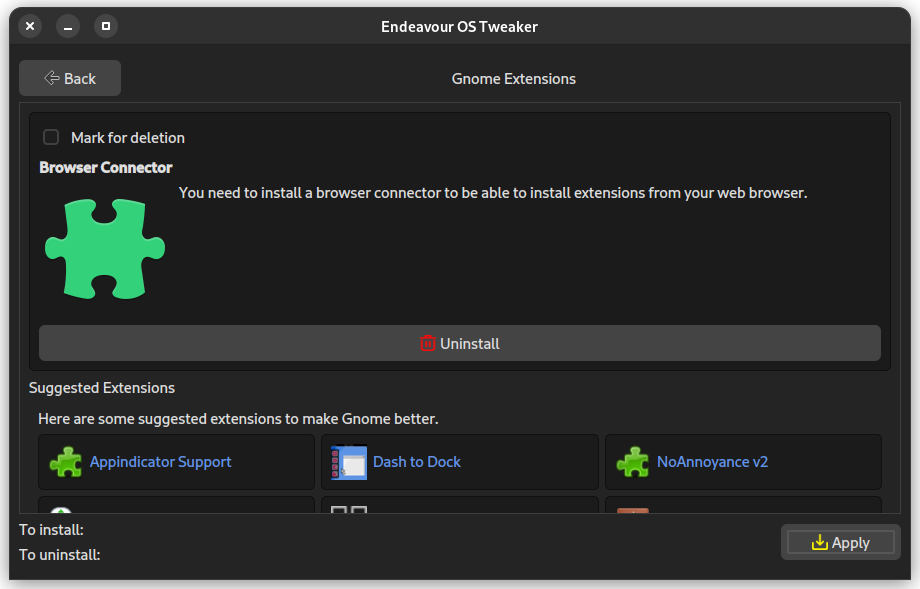 Endeavour OS Tweaker
Back
Gnome Extensions
Mark for deletion
Browser Connector
You need to install a browser connector to be able to install extensions from your web browser.
Uninstall
Suggested Extensions
Here are some suggested extensions to make Gnome better.
Appindicator Support
Dash to Dock
NoAnnoyance v2
To install:
To uninstall:
Apply